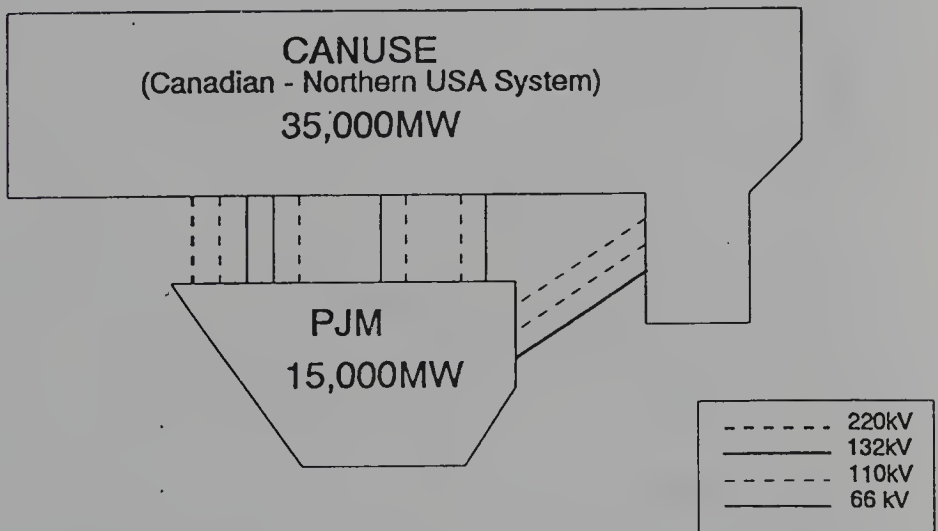 CANUSE
(Canadian - Northern USA System)
35,000MW
PJM
15,000MW
220kV
132kV
110kV
66 kV